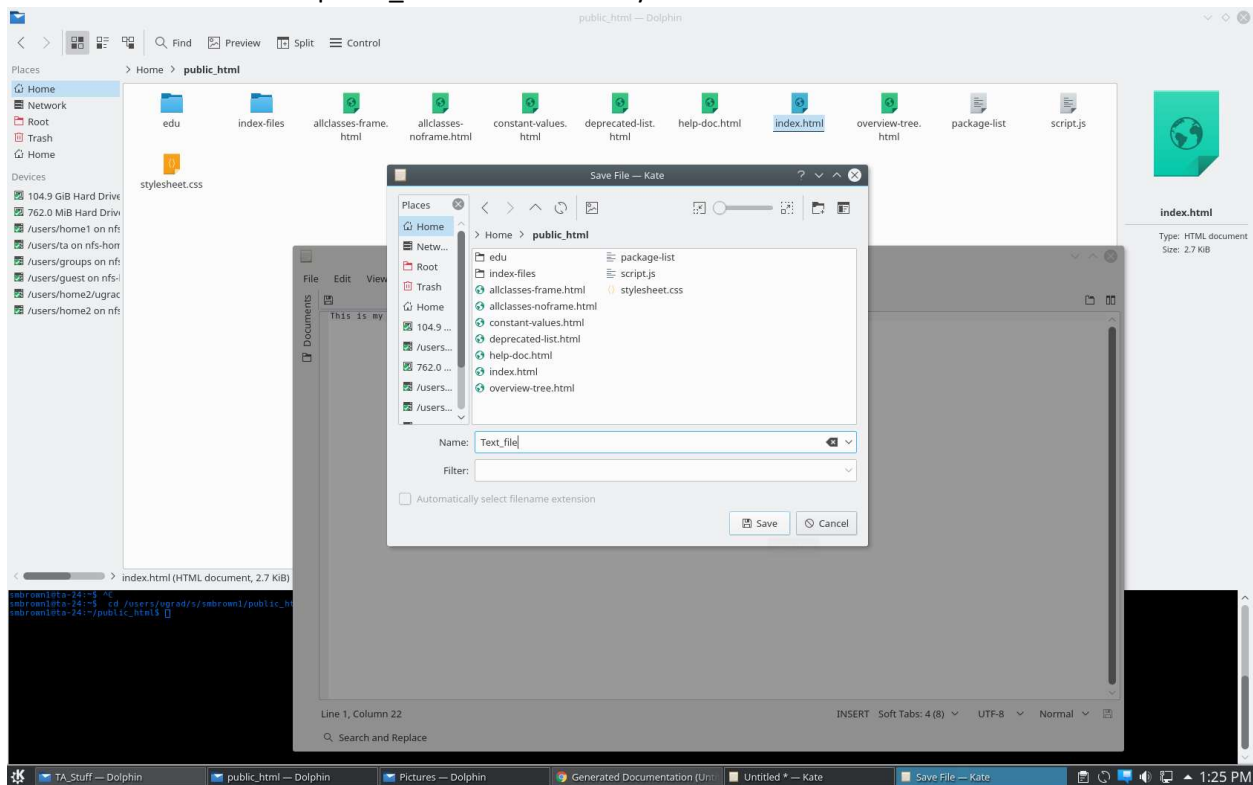 public_html — Dolphin
Find Preview Split Control
Places
> Home > public_html
Home
Network
Root
Trash
Home
Devices
104.9 GiB Hard Drive
762.0 MiB Hard Driv
/users/home1 on nfs
/users/ta on nfs-hom
/users/groups on nfs
/users/guest on nfs-
/users/home2/ugrac
/users/home2 on nfs
edu
index-files
allclasses-frame.
html
allclasses-
noframe.html
constant-values.
html
deprecated-list.
html
help-doc.html
index.html
overview-tree.
html
package-list
script.js
stylesheet.css
index.html
Type: HTML document
Size: 2.7 KiB
Save File — Kate
Places
Home
Netw...
Root
Trash
Home
104.9 ...
/users...
762.0 ...
/users...
/users...
> Home > public_html
edu
index-files
allclasses-frame.html
allclasses-noframe.html
constant-values.html
deprecated-list.html
help-doc.html
index.html
overview-tree.html
package-list
script.js
stylesheet.css
Name: Text_file
Filter:
Automatically select filename extension
Save Cancel
File Edit View
Documents
This is my
index.html (HTML document, 2.7 KiB)
smbrown1@ta-24:~$ ^C
smbrown1@ta-24:~$ cd /users/ugrad/s/smbrown1/public_ht
smbrown1@ta-24:~/public_html$
Line 1, Column 22
INSERT Soft Tabs: 4 (8) UTF-8 Normal
Search and Replace
TA_Stuff — Dolphin
public_html — Dolphin
Pictures — Dolphin
Generated Documentation (Unti
Untitled * — Kate
Save File — Kate
1:25 PM